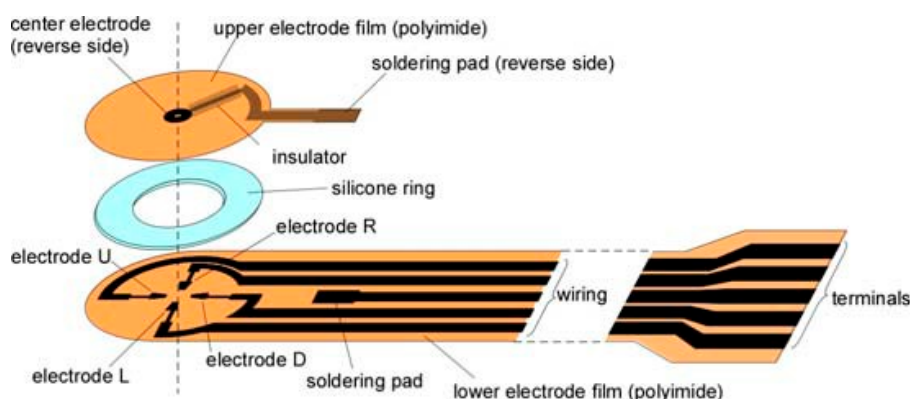 center electrode
(reverse side)
upper electrode film (polyimide)
soldering pad (reverse side)
insulator
silicone ring
electrode R
electrode U
wiring
terminals
electrode D
electrode L
soldering pad
lower electrode film (polyimide)